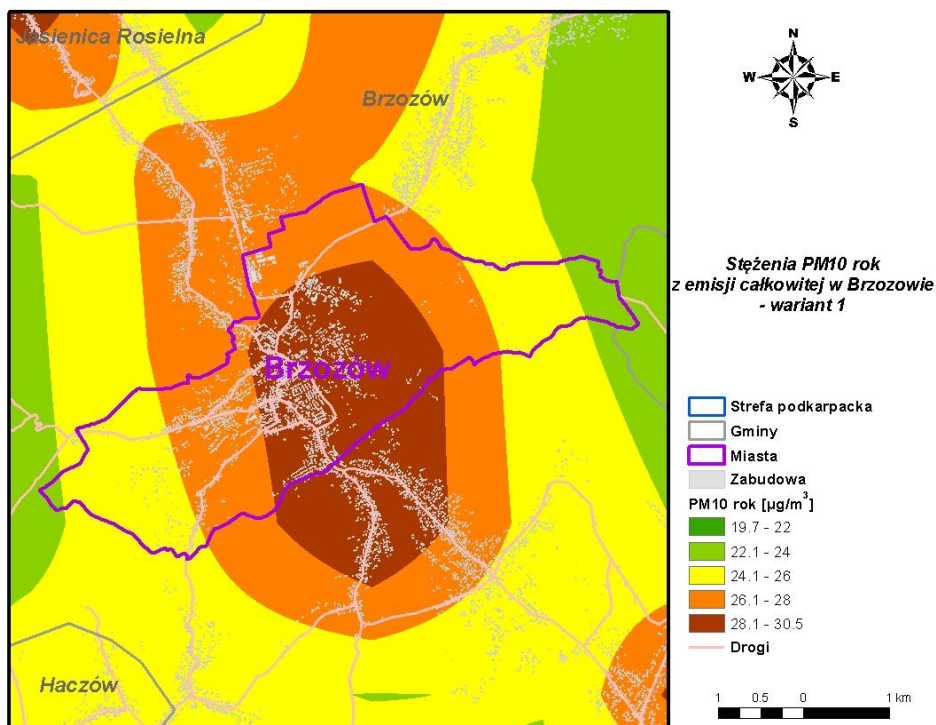 Jasienica Rosielna
Brzozów
Brzozów
Haczów
N
W E
S
Stężenia PM10 rok
z emisji całkowitej w Brzozowie
- wariant 1
Strefa podkarpacka
Gminy
Miasta
Zabudowa
PM10 rok [µg/m³]
19.7 - 22
22.1 - 24
24.1 - 26
26.1 - 28
28.1 - 30.5
Drogi
1 0.5 0 1 km